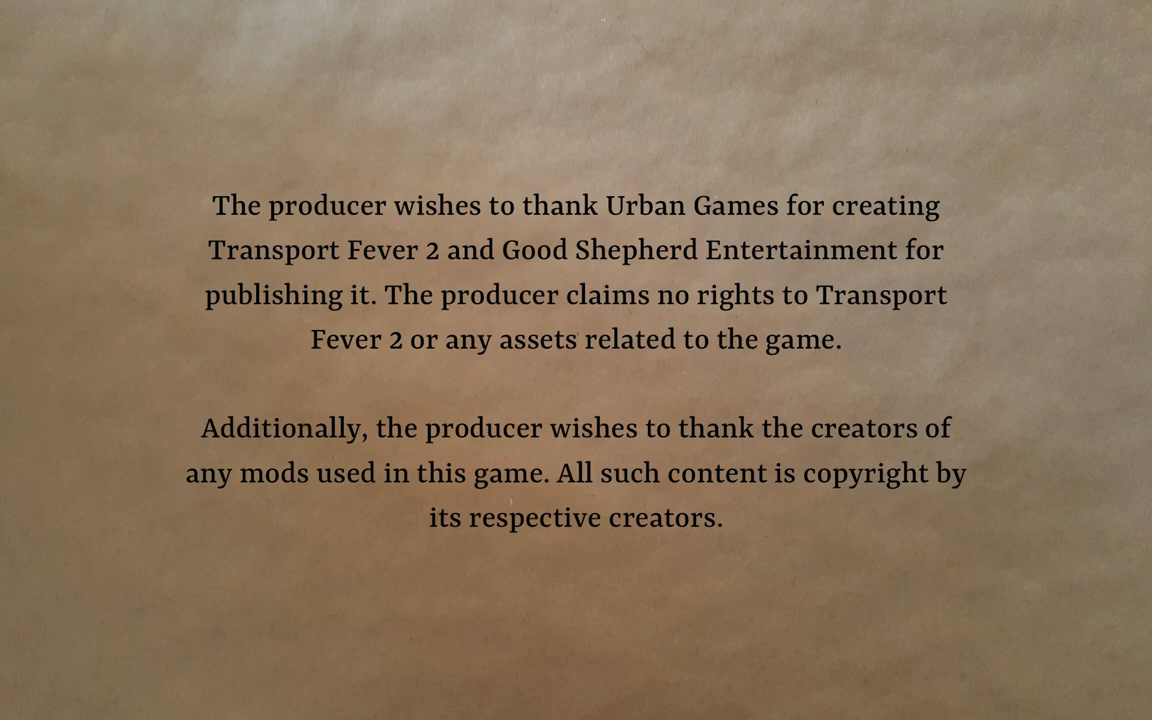 The producer wishes to thank Urban Games for creating
Transport Fever 2 and Good Shepherd Entertainment for
publishing it. The producer claims no rights to Transport
Fever 2 or any assets related to the game.
Additionally, the producer wishes to thank the creators of
any mods used in this game. All such content is copyright by
its respective creators.